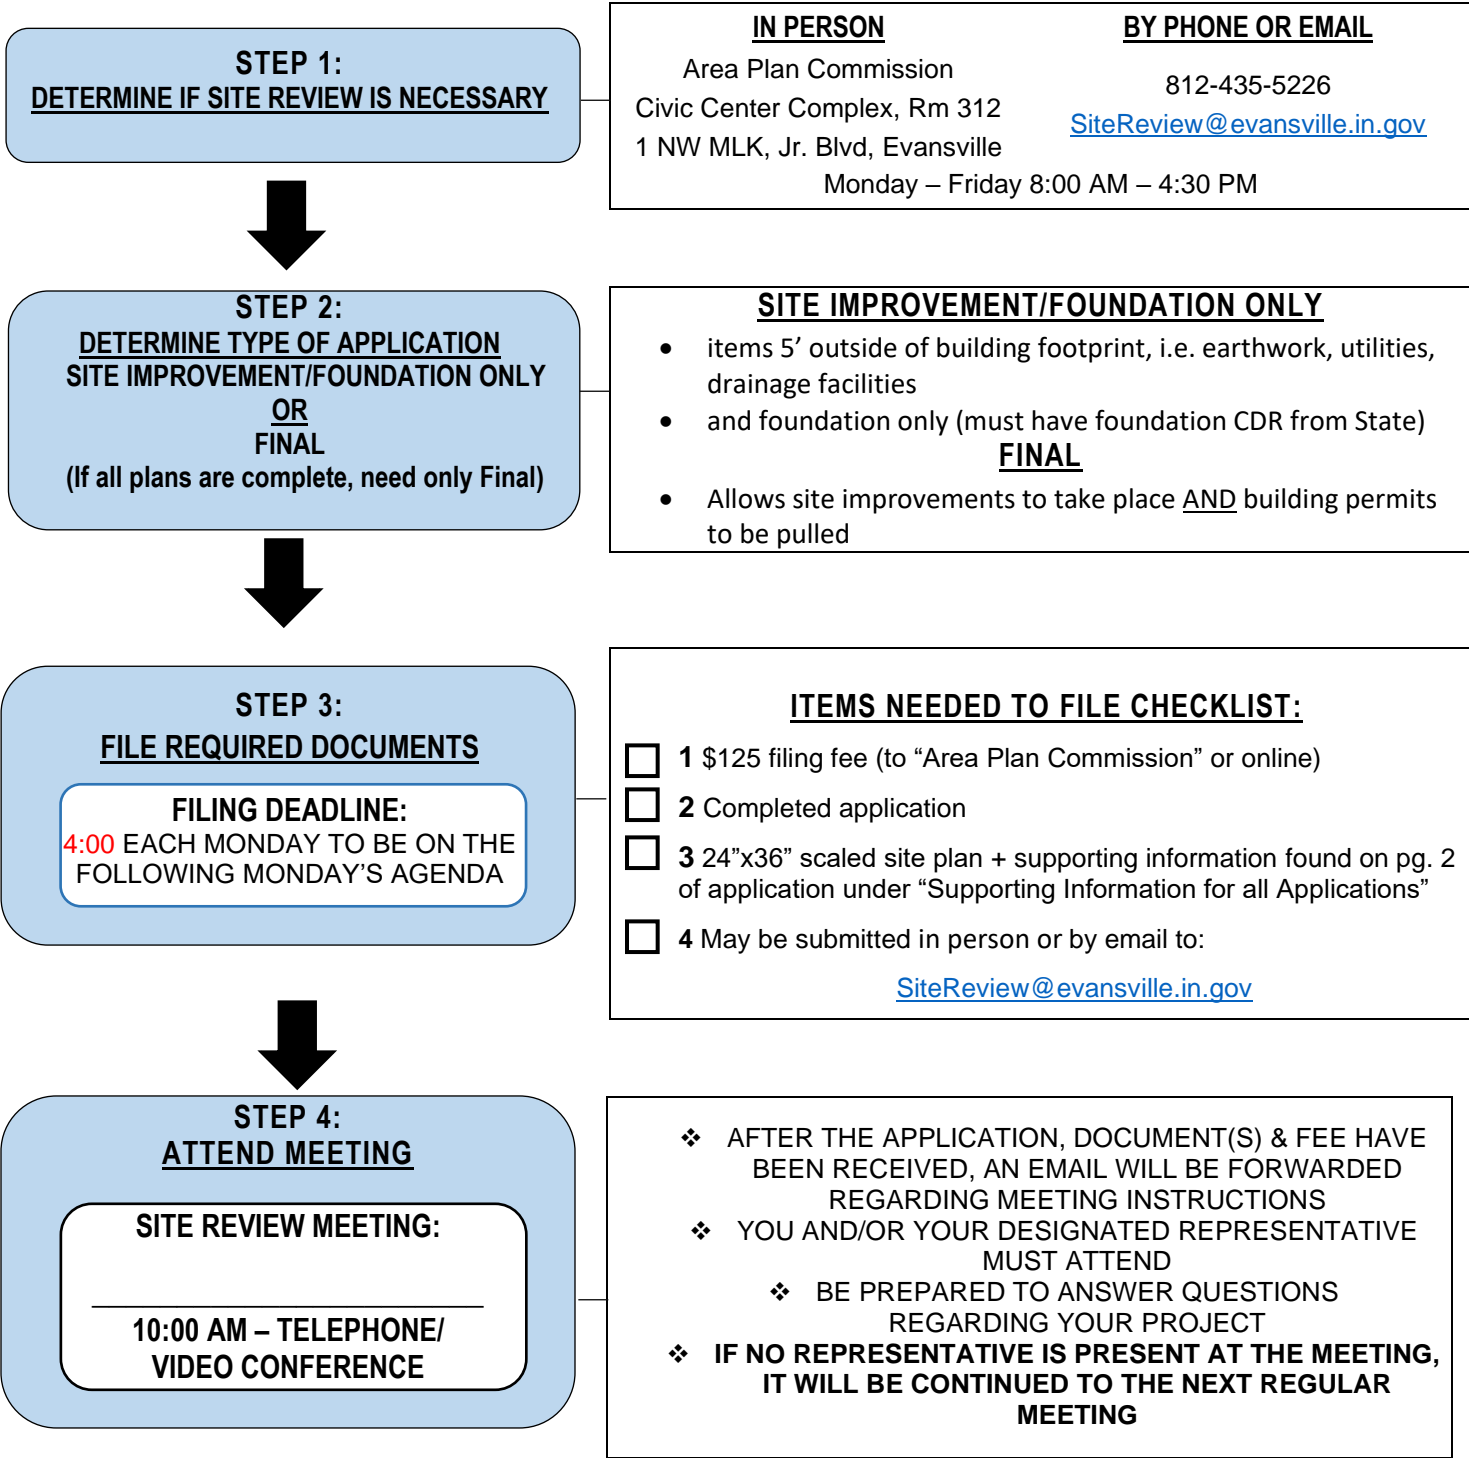 STEP 1:
DETERMINE IF SITE REVIEW IS NECESSARY
IN PERSON
Area Plan Commission
Civic Center Complex, Rm 312
1 NW MLK, Jr. Blvd, Evansville
BY PHONE OR EMAIL
812-435-5226
SiteReview@evansville.in.gov
Monday – Friday 8:00 AM – 4:30 PM
STEP 2:
DETERMINE TYPE OF APPLICATION
SITE IMPROVEMENT/FOUNDATION ONLY
OR
FINAL
(If all plans are complete, need only Final)
SITE IMPROVEMENT/FOUNDATION ONLY
• items 5’ outside of building footprint, i.e. earthwork, utilities,
drainage facilities
• and foundation only (must have foundation CDR from State)
FINAL
• Allows site improvements to take place AND building permits
to be pulled
STEP 3:
FILE REQUIRED DOCUMENTS
FILING DEADLINE:
4:00 EACH MONDAY TO BE ON THE
FOLLOWING MONDAY’S AGENDA
ITEMS NEEDED TO FILE CHECKLIST:
1 $125 filing fee (to “Area Plan Commission” or online)
2 Completed application
3 24”x36” scaled site plan + supporting information found on pg. 2
of application under “Supporting Information for all Applications”
4 May be submitted in person or by email to:
SiteReview@evansville.in.gov
STEP 4:
ATTEND MEETING
SITE REVIEW MEETING:
10:00 AM – TELEPHONE/
VIDEO CONFERENCE
❖ AFTER THE APPLICATION, DOCUMENT(S) & FEE HAVE
BEEN RECEIVED, AN EMAIL WILL BE FORWARDED
REGARDING MEETING INSTRUCTIONS
❖ YOU AND/OR YOUR DESIGNATED REPRESENTATIVE
MUST ATTEND
❖ BE PREPARED TO ANSWER QUESTIONS
REGARDING YOUR PROJECT
❖ IF NO REPRESENTATIVE IS PRESENT AT THE MEETING,
IT WILL BE CONTINUED TO THE NEXT REGULAR
MEETING